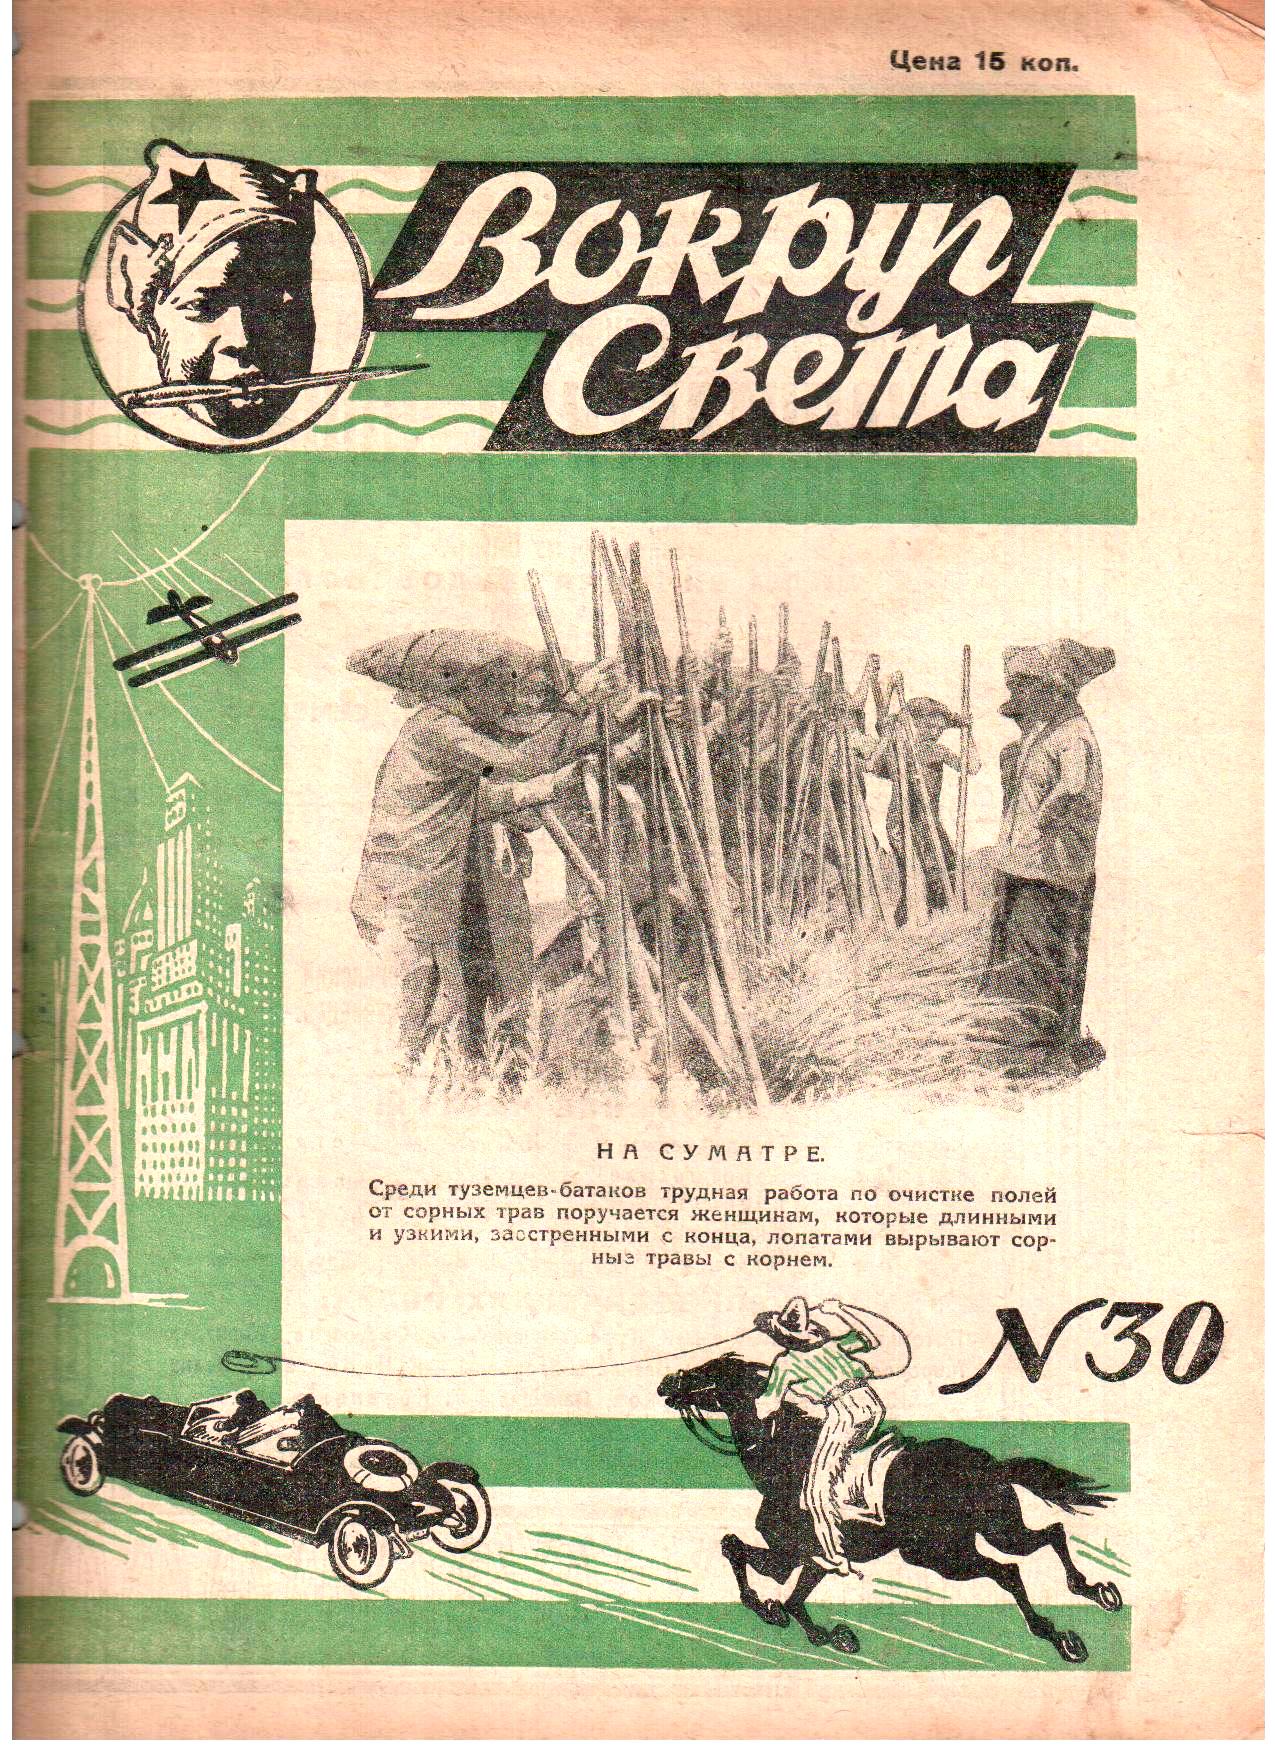 Цена 15 коп.
Вокруг
Света
НА СУМАТРЕ.
Среди туземцев-батаков трудная работа по очистке полей
от сорных трав поручается женщинам, которые длинными
и узкими, заостренными с конца, лопатами вырывают сор-
ные травы с корнем.
N 30